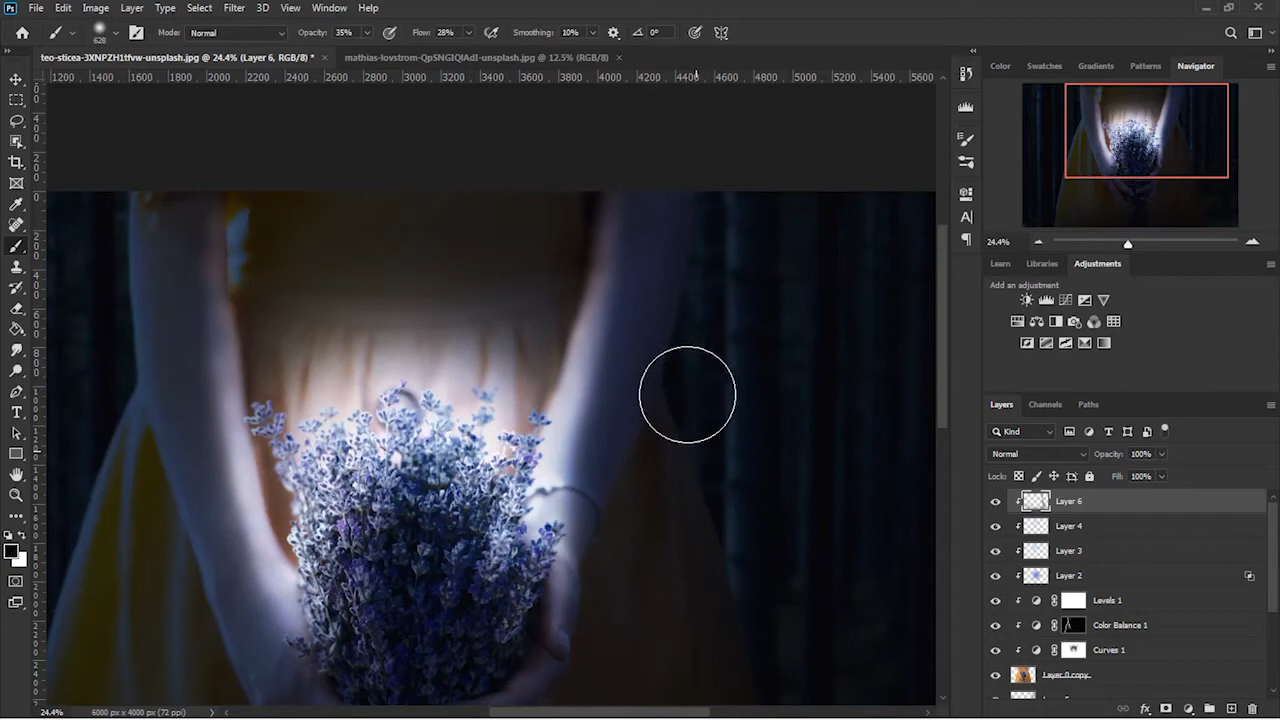 Ps File Edit Image Layer Type Select Filter 3D View Window Help
628 Mode: Normal Opacity: 35% Flow: 28% Smoothing: 10% 0°
teo-sticea-3XNPZH1tfvw-unsplash.jpg @ 24.4% (Layer 6, RGB/8) * × mathias-lovstrom-QpSNGlQlAdI-unsplash.jpg @ 12.5% (RGB/8) ×
1200 1400 1600 1800 2000 2200 2400 2600 2800 3000 3200 3400 3600 3800 4000 4200 4400 4600 4800 5000 5200 5400 5600
Color Swatches Gradients Patterns Navigator
24.4%
Learn Libraries Adjustments
Add an adjustment
Layers Channels Paths
Kind
Normal Opacity: 100%
Lock: Fill: 100%
Layer 6
Layer 4
Layer 3
Layer 2
Levels 1
Color Balance 1
Curves 1
Layer 0 copy
24.4% 6000 px x 4000 px (72 ppi)